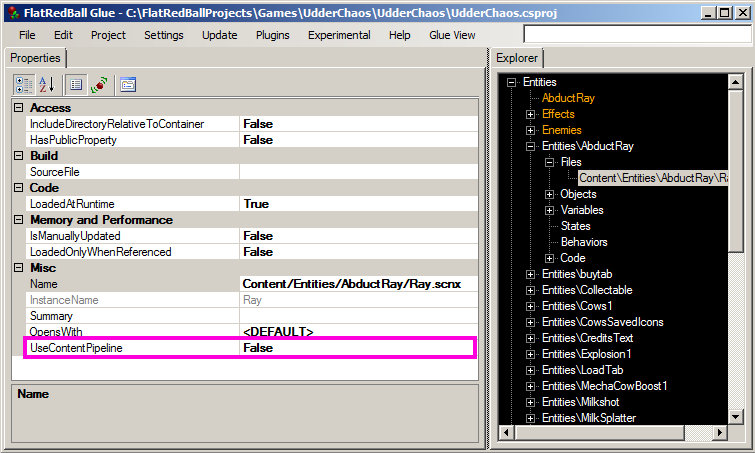 FlatRedBall Glue - C:\FlatRedBallProjects\Games\UdderChaos\UdderChaos\UdderChaos.csproj
File Edit Project Settings Update Plugins Experimental Help Glue View
Properties
Access
IncludeDirectoryRelativeToContainer False
HasPublicProperty False
Build
SourceFile
Code
LoadedAtRuntime True
Memory and Performance
IsManuallyUpdated False
LoadedOnlyWhenReferenced False
Misc
Name Content/Entities/AbductRay/Ray.scnx
InstanceName Ray
Summary
OpensWith <DEFAULT>
UseContentPipeline False
Name
Explorer
Entities
AbductRay
Effects
Enemies
Entities\AbductRay
Files
Content\Entities\AbductRay\Ra
Objects
Variables
States
Behaviors
Code
Entities\buytab
Entities\Collectable
Entities\Cows1
Entities\CowsSavedIcons
Entities\CreditsText
Entities\Explosion1
Entities\LoadTab
Entities\MechaCowBoost1
Entities\Milkshot
Entities\MilkSplatter